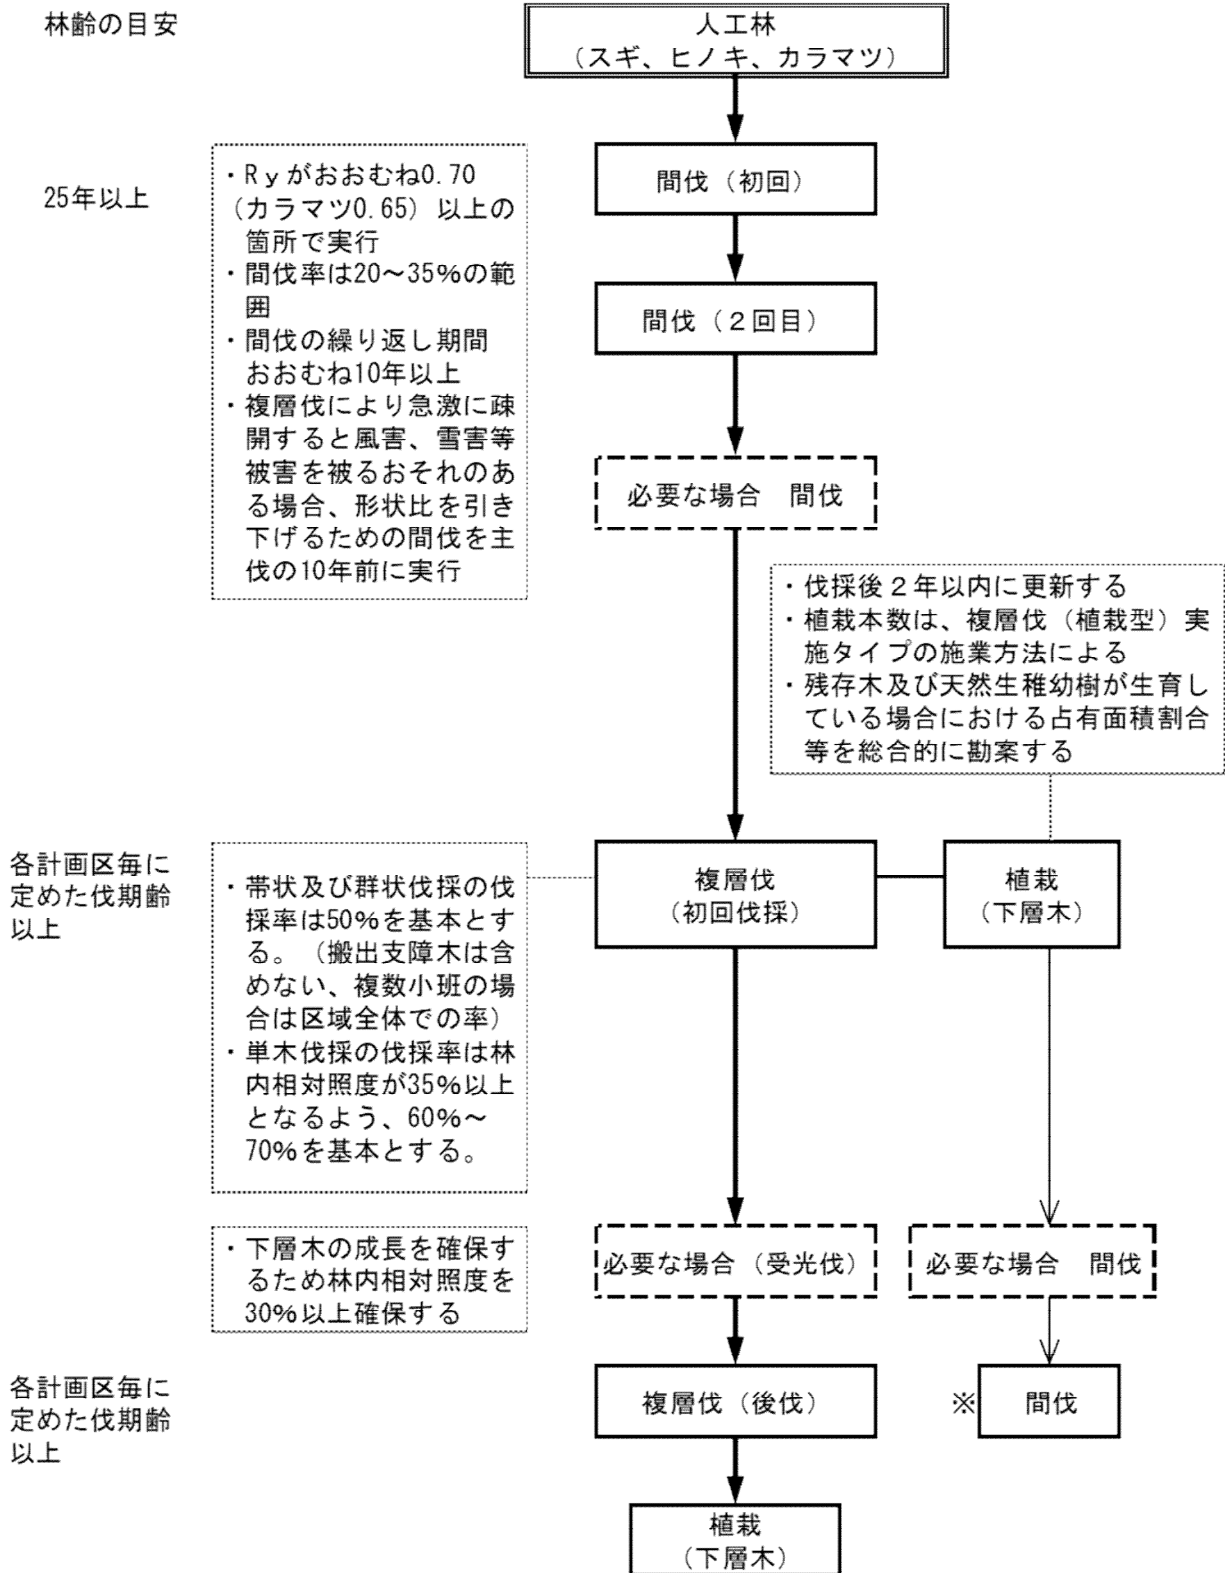 林齢の目安
人工林
（スギ、ヒノキ、カラマツ）
25年以上
・Ｒｙがおおむね0.70
（カラマツ0.65）以上の
箇所で実行
・間伐率は20～35%の範
囲
・間伐の繰り返し期間
おおむね10年以上
・複層伐により急激に疎
開すると風害、雪害等
被害を被るおそれのあ
る場合、形状比を引き
下げるための間伐を主
伐の10年前に実行
間伐（初回）
間伐（２回目）
必要な場合　間伐
・伐採後２年以内に更新する
・植栽本数は、複層伐（植栽型）実
施タイプの施業方法による
・残存木及び天然生稚幼樹が生育し
ている場合における占有面積割合
等を総合的に勘案する
各計画区毎に
定めた伐期齢
以上
・帯状及び群状伐採の伐
採率は50%を基本とす
る。（搬出支障木は含
めない、複数小班の場
合は区域全体での率）
・単木伐採の伐採率は林
内相対照度が35%以上
となるよう、60%～
70%を基本とする。
複層伐
（初回伐採）
植栽
（下層木）
・下層木の成長を確保す
るため林内相対照度を
30%以上確保する
必要な場合（受光伐）
必要な場合　間伐
各計画区毎に
定めた伐期齢
以上
複層伐（後伐）
※ 間伐
植栽
（下層木）